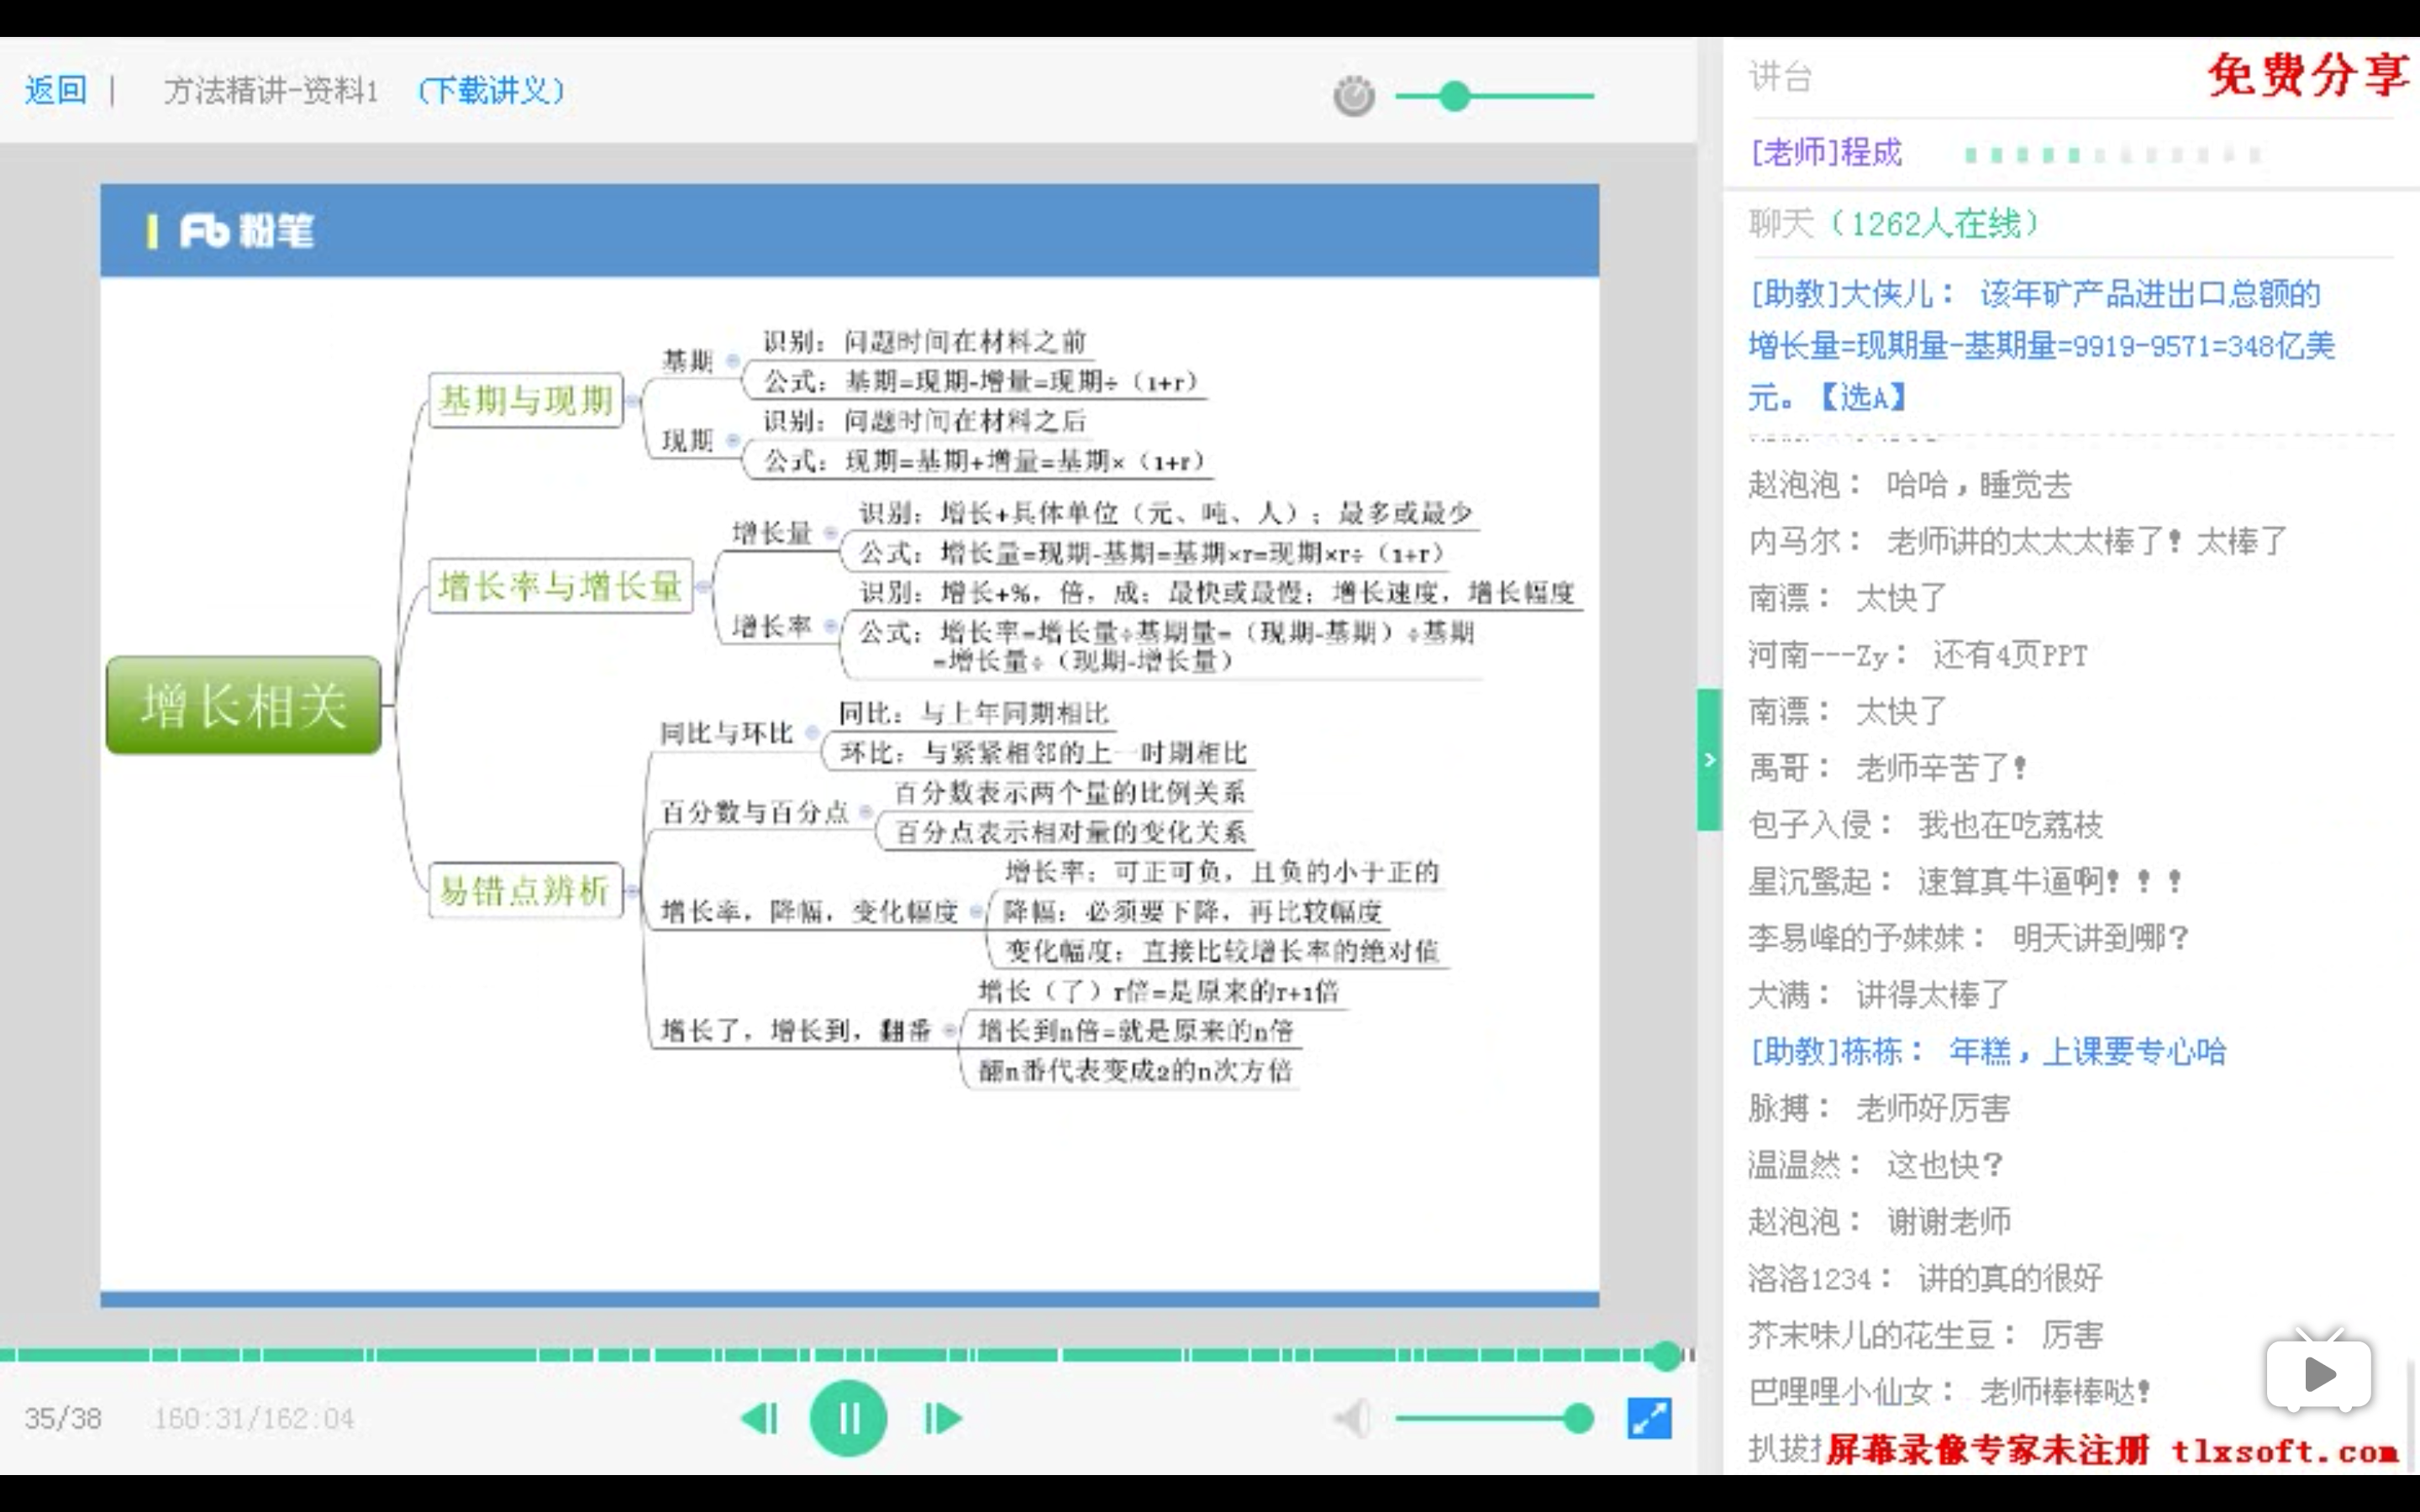 返回 | 方法精讲-资料1 （下载讲义）
Fb 粉笔
增长相关
基期与现期
基期
识别：问题时间在材料之前
公式：基期=现期-增量=现期÷（1+r）
现期
识别：问题时间在材料之后
公式：现期=基期+增量=基期×（1+r）
增长率与增长量
增长量
识别：增长+具体单位（元、吨、人）；最多或最少
公式：增长量=现期-基期=基期×r=现期×r÷（1+r）
增长率
识别：增长+%，倍，成；最快或最慢；增长速度，增长幅度
公式：增长率=增长量÷基期量=（现期-基期）÷基期
=增长量÷（现期-增长量）
易错点辨析
同比与环比
同比：与上年同期相比
环比：与紧紧相邻的上一时期相比
百分数与百分点
百分数表示两个量的比例关系
百分点表示相对量的变化关系
增长率，降幅，变化幅度
增长率：可正可负，且负的小于正的
降幅：必须要下降，再比较幅度
变化幅度：直接比较增长率的绝对值
增长了，增长到，翻番
增长（了）r倍=是原来的r+1倍
增长到n倍=就是原来的n倍
翻n番代表变成2的n次方倍
35/38 160:31/162:04
讲台
免费分享
[老师]程成
聊天（1262人在线）
[助教]大侠儿： 该年矿产品进出口总额的
增长量=现期量-基期量=9919-9571=348亿美
元。【选A】
赵泡泡： 哈哈，睡觉去
内马尔： 老师讲的太太太棒了！太棒了
南漂： 太快了
河南---Zy： 还有4页PPT
南漂： 太快了
禹哥： 老师辛苦了！
包子入侵： 我也在吃荔枝
星沉鹭起： 速算真牛逼啊！！！
李易峰的予妹妹： 明天讲到哪？
大满： 讲得太棒了
[助教]栋栋： 年糕，上课要专心哈
脉搏： 老师好厉害
温温然： 这也快？
赵泡泡： 谢谢老师
洛洛1234： 讲的真的很好
芥末味儿的花生豆： 厉害
巴哩哩小仙女： 老师棒棒哒！
扒拔
屏幕录像专家未注册 tlxsoft.com